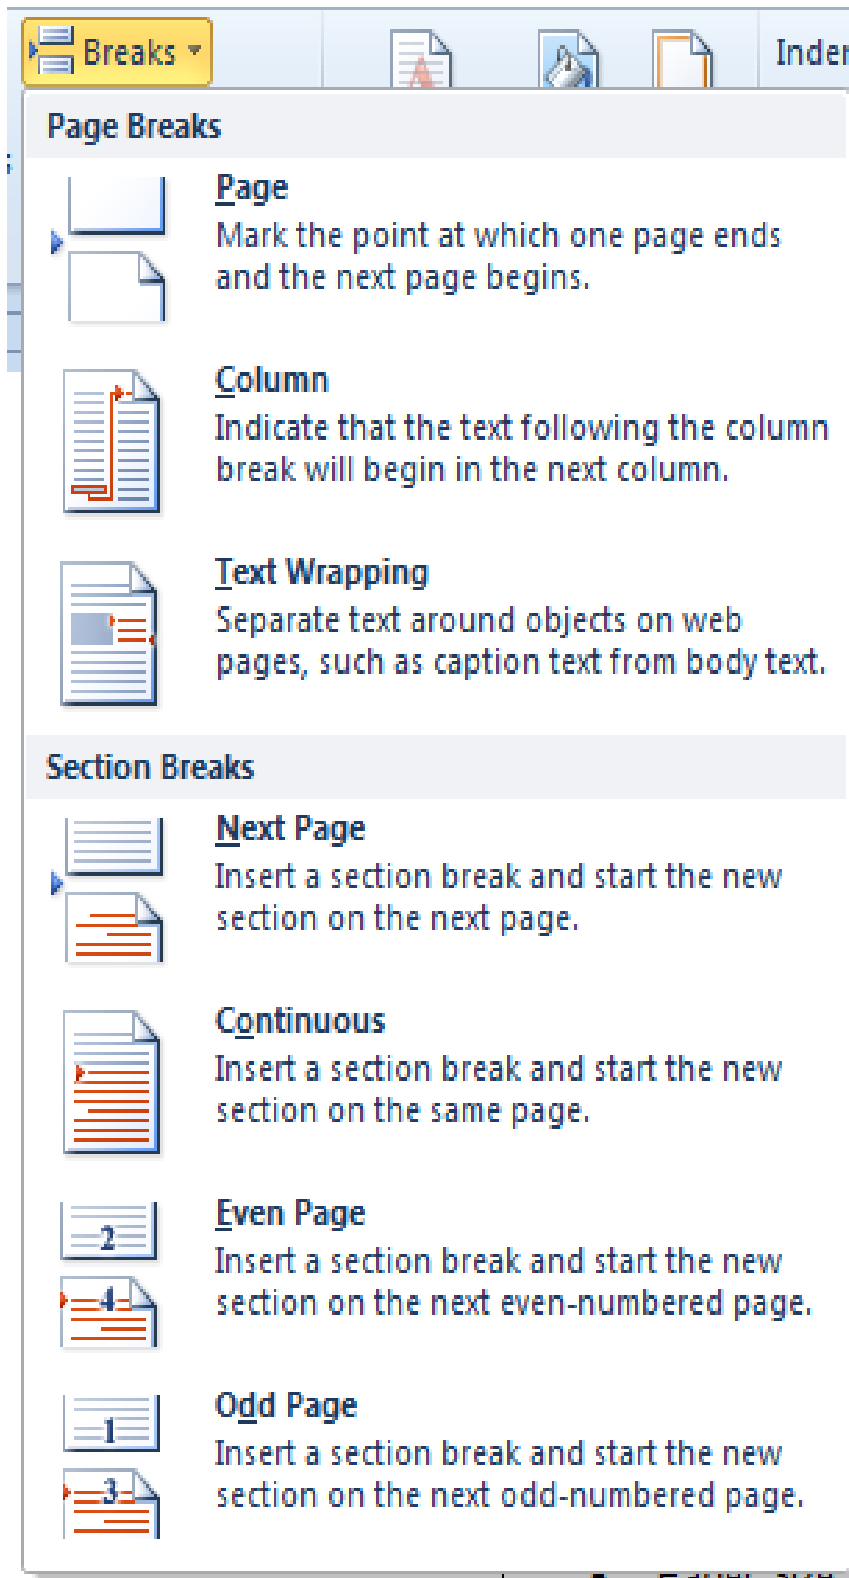 Breaks
Inder
Page Breaks
Page
Mark the point at which one page ends
and the next page begins.
Column
Indicate that the text following the column
break will begin in the next column.
Text Wrapping
Separate text around objects on web
pages, such as caption text from body text.
Section Breaks
Next Page
Insert a section break and start the new
section on the next page.
Continuous
Insert a section break and start the new
section on the same page.
2
4
Even Page
Insert a section break and start the new
section on the next even-numbered page.
1
3
Odd Page
Insert a section break and start the new
section on the next odd-numbered page.